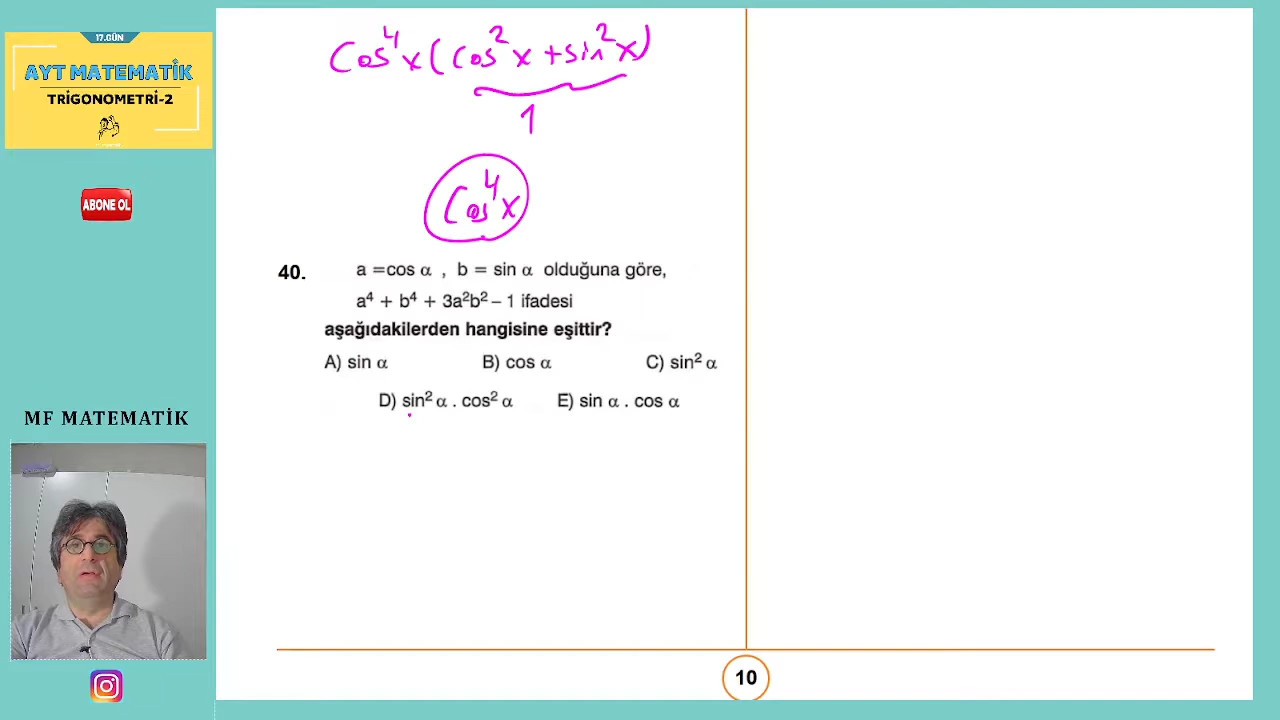 17.GÜN
AYT MATEMATİK
TRİGONOMETRİ-2
ABONE OL
MF MATEMATİK
Cos⁴x(cos²x+sin²x)
1
Cos⁴x
40. a =cos α , b = sin α olduğuna göre,
a⁴ + b⁴ + 3a²b² – 1 ifadesi
aşağıdakilerden hangisine eşittir?
A) sin α B) cos α C) sin² α
D) sin² α . cos² α E) sin α . cos α
10